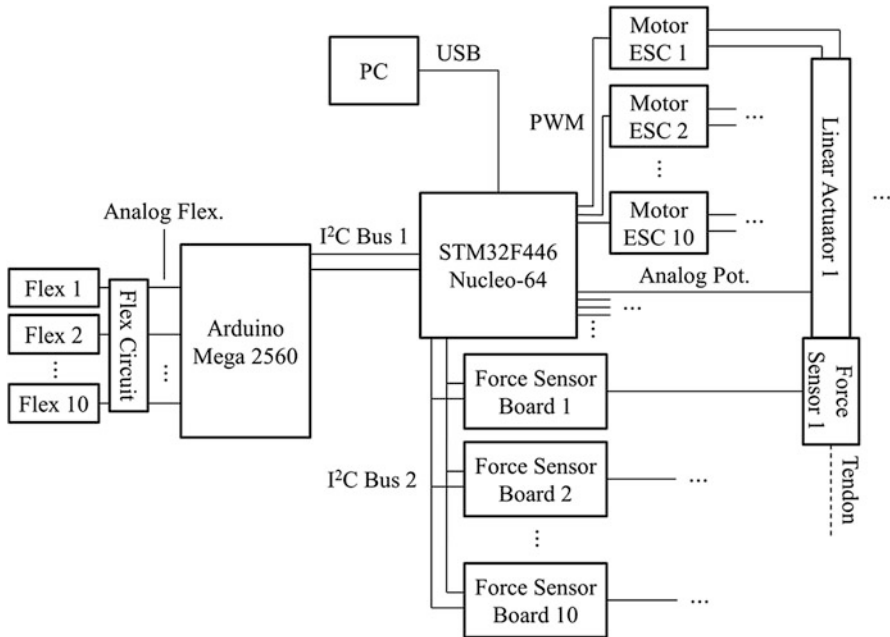 PC
USB
Motor
ESC 1
PWM
Motor
ESC 2
...
⋮
Motor
ESC 10
...
Linear Actuator 1
...
Analog Flex.
I²C Bus 1
STM32F446
Nucleo-64
Analog Pot.
...
⋮
Flex 1
Flex 2
⋮
Flex 10
Flex Circuit
⋮
Arduino
Mega 2560
Force Sensor
Board 1
Force
Sensor 1
I²C Bus 2
Force Sensor
Board 2
...
⋮
Force Sensor
Board 10
...
Tendon